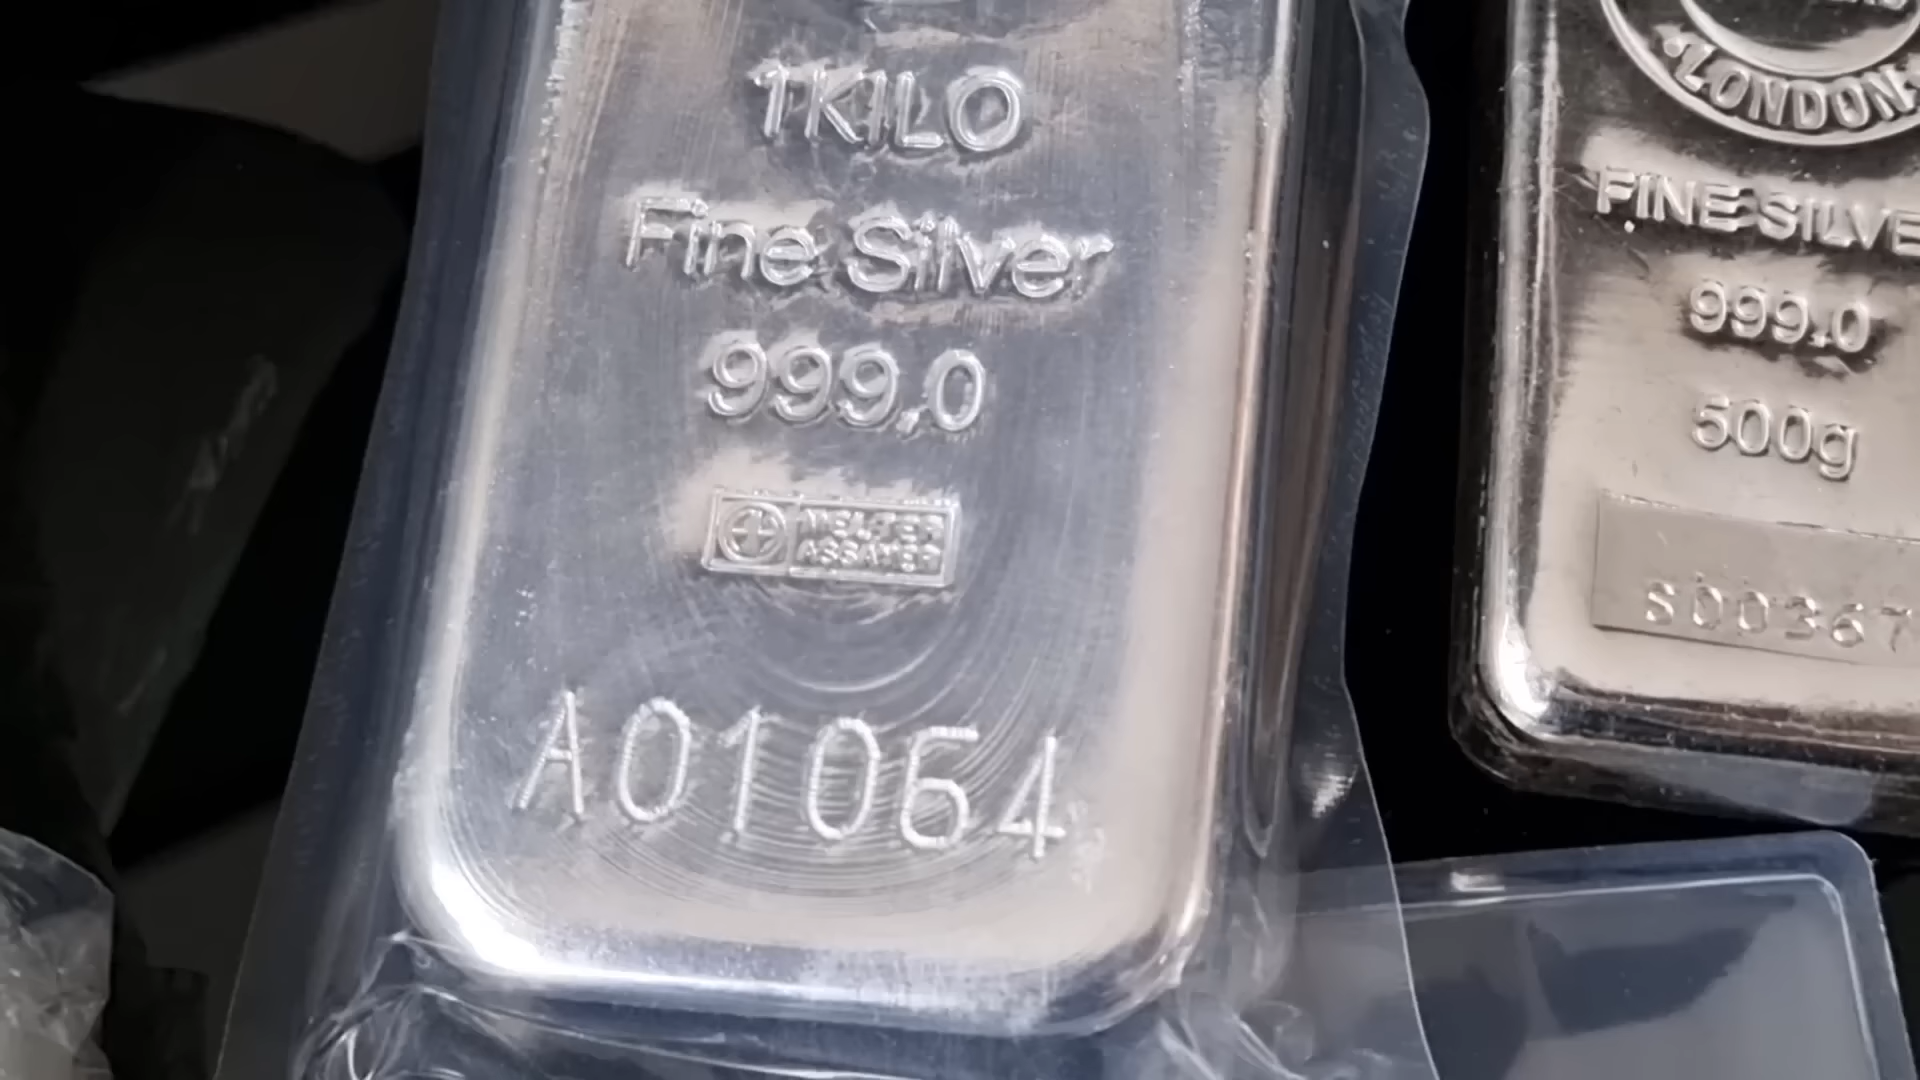 1KILO
Fine Silver
999,0
MELTER
ASSAYER
A01064
LONDON
FINE SILVE
999.0
500g
S00367